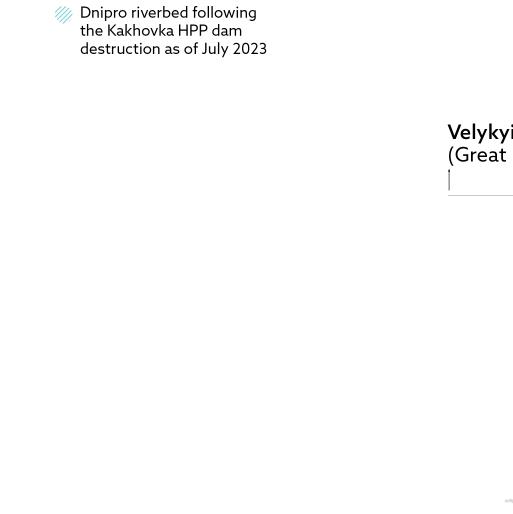 Dnipro riverbed following
the Kakhovka HPP dam
destruction as of July 2023
Velykyi
(Great